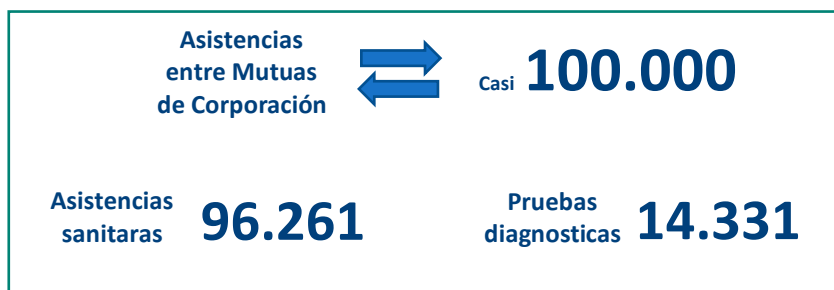 Asistencias
entre Mutuas
de Corporación
Casi 100.000
Asistencias
sanitaras
96.261
Pruebas
diagnosticas
14.331